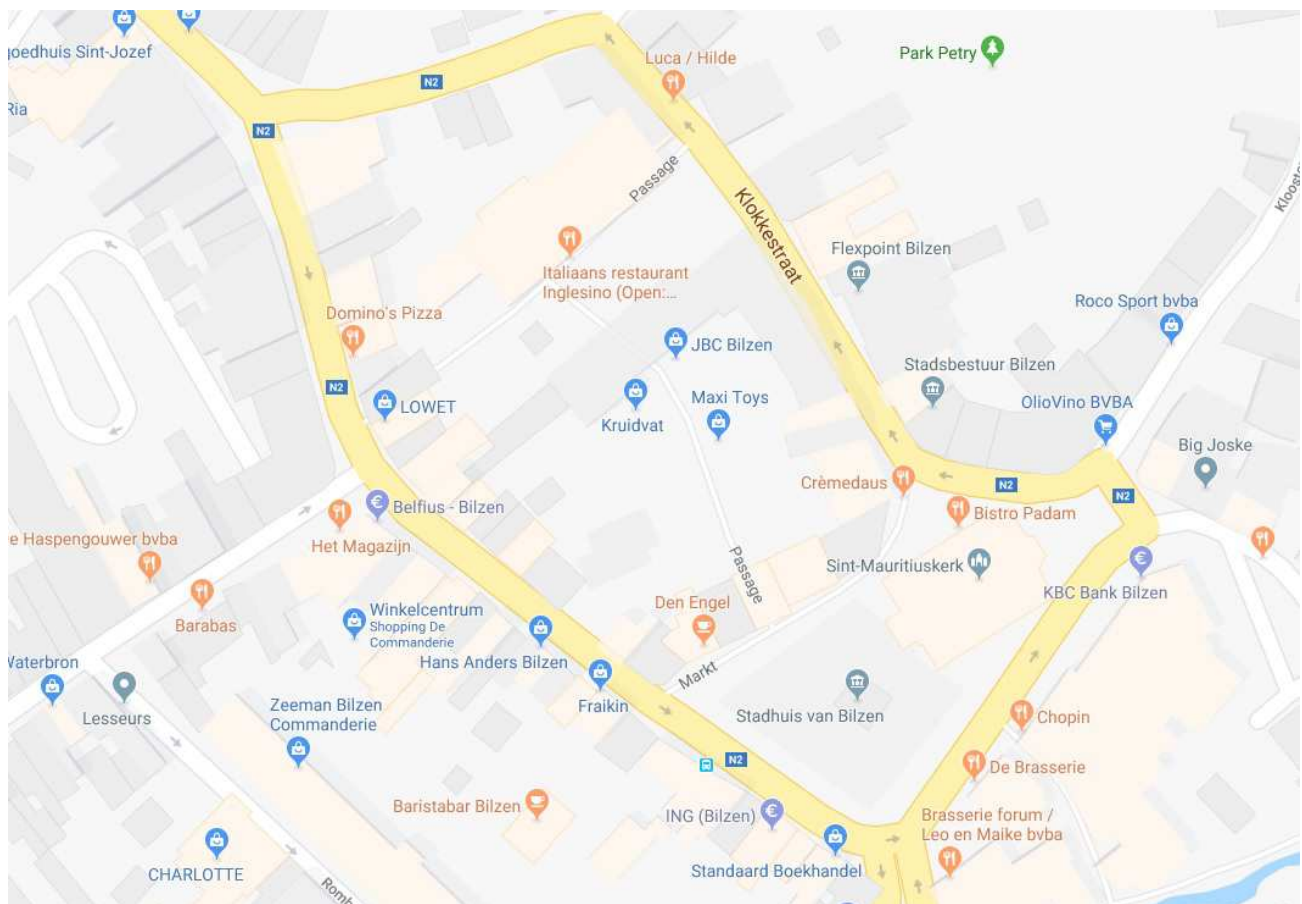 goedhuis Sint-Jozef
Ria
N2
N2
Luca / Hilde
Park Petry
Passage
Klokkestraat
Flexpoint Bilzen
Italiaans restaurant
Inglesino (Open:...
Domino's Pizza
JBC Bilzen
Roco Sport bvba
Stadsbestuur Bilzen
N2
LOWET
Kruidvat
Maxi Toys
OlioVino BVBA
Big Joske
Crèmedaus
N2
N2
Belfius - Bilzen
Bistro Padam
Het Magazijn
e Haspengouwer bvba
Sint-Mauritiuskerk
Passage
KBC Bank Bilzen
Barabas
Winkelcentrum
Shopping De
Commanderie
Den Engel
Hans Anders Bilzen
Waterbron
Markt
Lesseurs
Zeeman Bilzen
Commanderie
Fraikin
Stadhuis van Bilzen
Chopin
N2
De Brasserie
Baristabar Bilzen
ING (Bilzen)
Brasserie forum /
Leo en Maike bvba
CHARLOTTE
Standaard Boekhandel
Romb